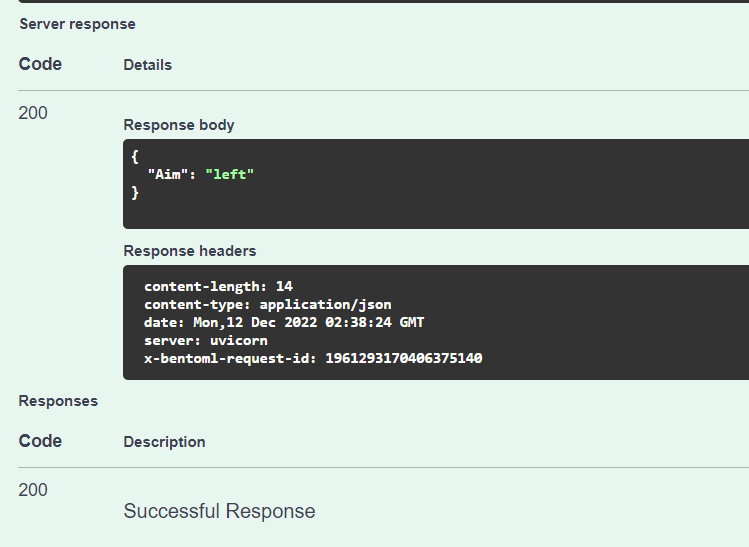 Server response
Code Details
200
Response body
{
  "Aim": "left"
}
Response headers
content-length: 14
content-type: application/json
date: Mon,12 Dec 2022 02:38:24 GMT
server: uvicorn
x-bentoml-request-id: 1961293170406375140
Responses
Code Description
200
Successful Response